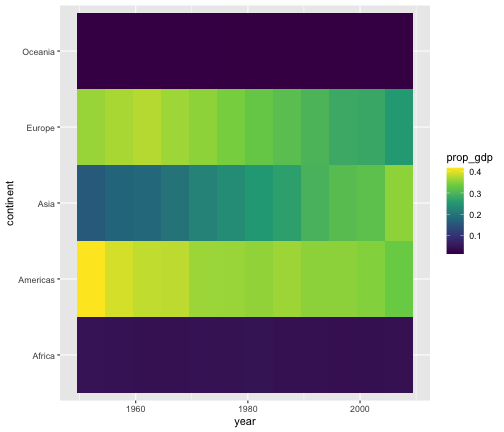 Oceania
Europe
Asia
Americas
Africa
continent
1960
1980
2000
year
prop_gdp
0.4
0.3
0.2
0.1